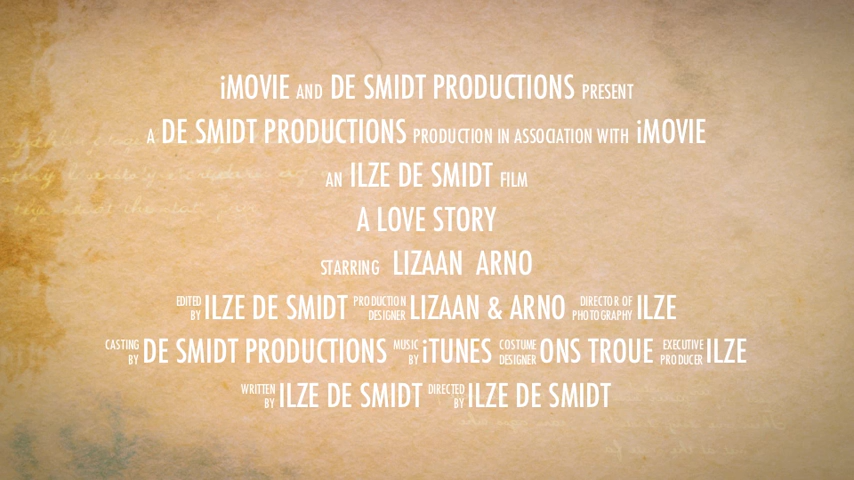 iMOVIE AND DE SMIDT PRODUCTIONS PRESENT
A DE SMIDT PRODUCTIONS PRODUCTION IN ASSOCIATION WITH iMOVIE
AN ILZE DE SMIDT FILM
A LOVE STORY
STARRING LIZAAN ARNO
EDITED BY ILZE DE SMIDT PRODUCTION DESIGNER LIZAAN & ARNO DIRECTOR OF PHOTOGRAPHY ILZE
CASTING BY DE SMIDT PRODUCTIONS MUSIC BY iTUNES COSTUME DESIGNER ONS TROUE EXECUTIVE PRODUCER ILZE
WRITTEN BY ILZE DE SMIDT DIRECTED BY ILZE DE SMIDT